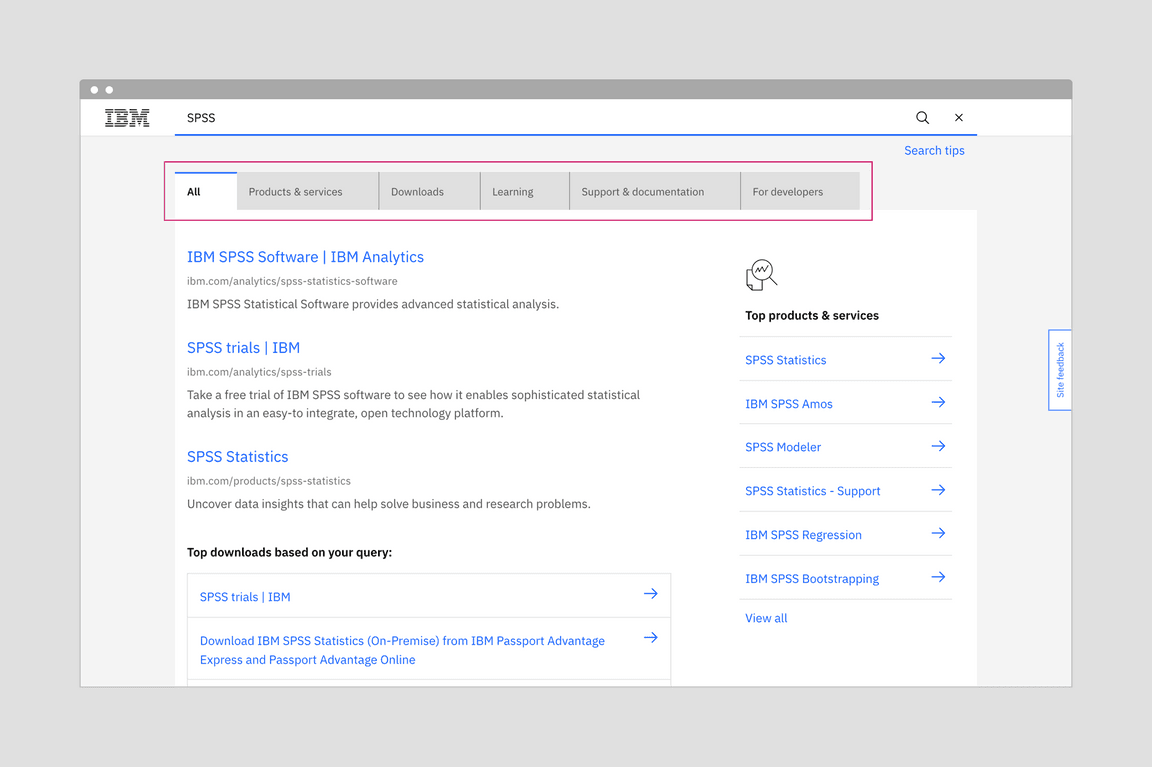 IBM
SPSS
Search tips
All
Products & services
Downloads
Learning
Support & documentation
For developers
IBM SPSS Software | IBM Analytics
ibm.com/analytics/spss-statistics-software
IBM SPSS Statistical Software provides advanced statistical analysis.
SPSS trials | IBM
ibm.com/analytics/spss-trials
Take a free trial of IBM SPSS software to see how it enables sophisticated statistical
analysis in an easy-to integrate, open technology platform.
SPSS Statistics
ibm.com/products/spss-statistics
Uncover data insights that can help solve business and research problems.
Top downloads based on your query:
SPSS trials | IBM
Download IBM SPSS Statistics (On-Premise) from IBM Passport Advantage
Express and Passport Advantage Online
Top products & services
SPSS Statistics
IBM SPSS Amos
SPSS Modeler
SPSS Statistics - Support
IBM SPSS Regression
IBM SPSS Bootstrapping
View all
Site feedback